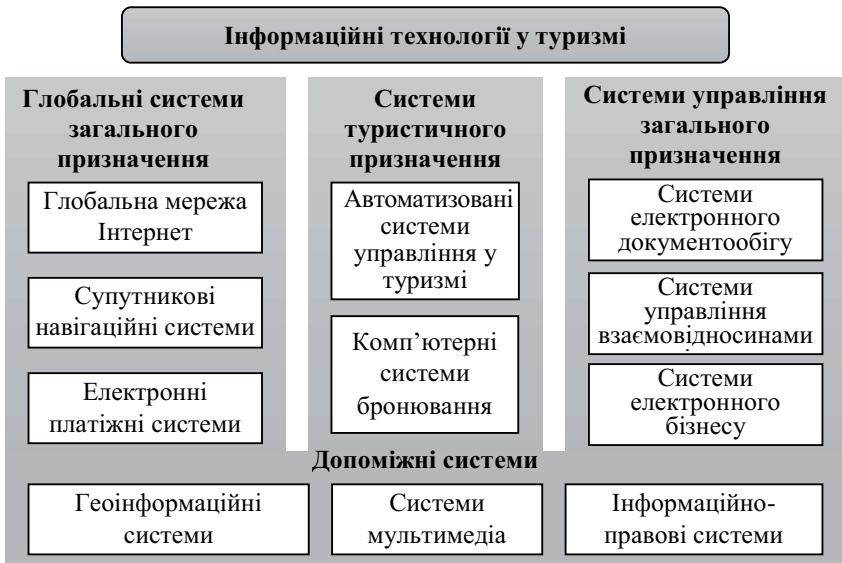 Інформаційні технології у туризмі
Глобальні системи
загального
призначення
Глобальна мережа
Інтернет
Супутникові
навігаційні системи
Електронні
платіжні системи
Системи
туристичного
призначення
Автоматизовані
системи
управління у
туризмі
Комп’ютерні
системи
бронювання
Системи управління
загального
призначення
Системи
електронного
документообігу
Системи
управління
взаємовідносинами
Системи
електронного
бізнесу
Допоміжні системи
Геоінформаційні
системи
Системи
мультимедіа
Інформаційно-
правові системи